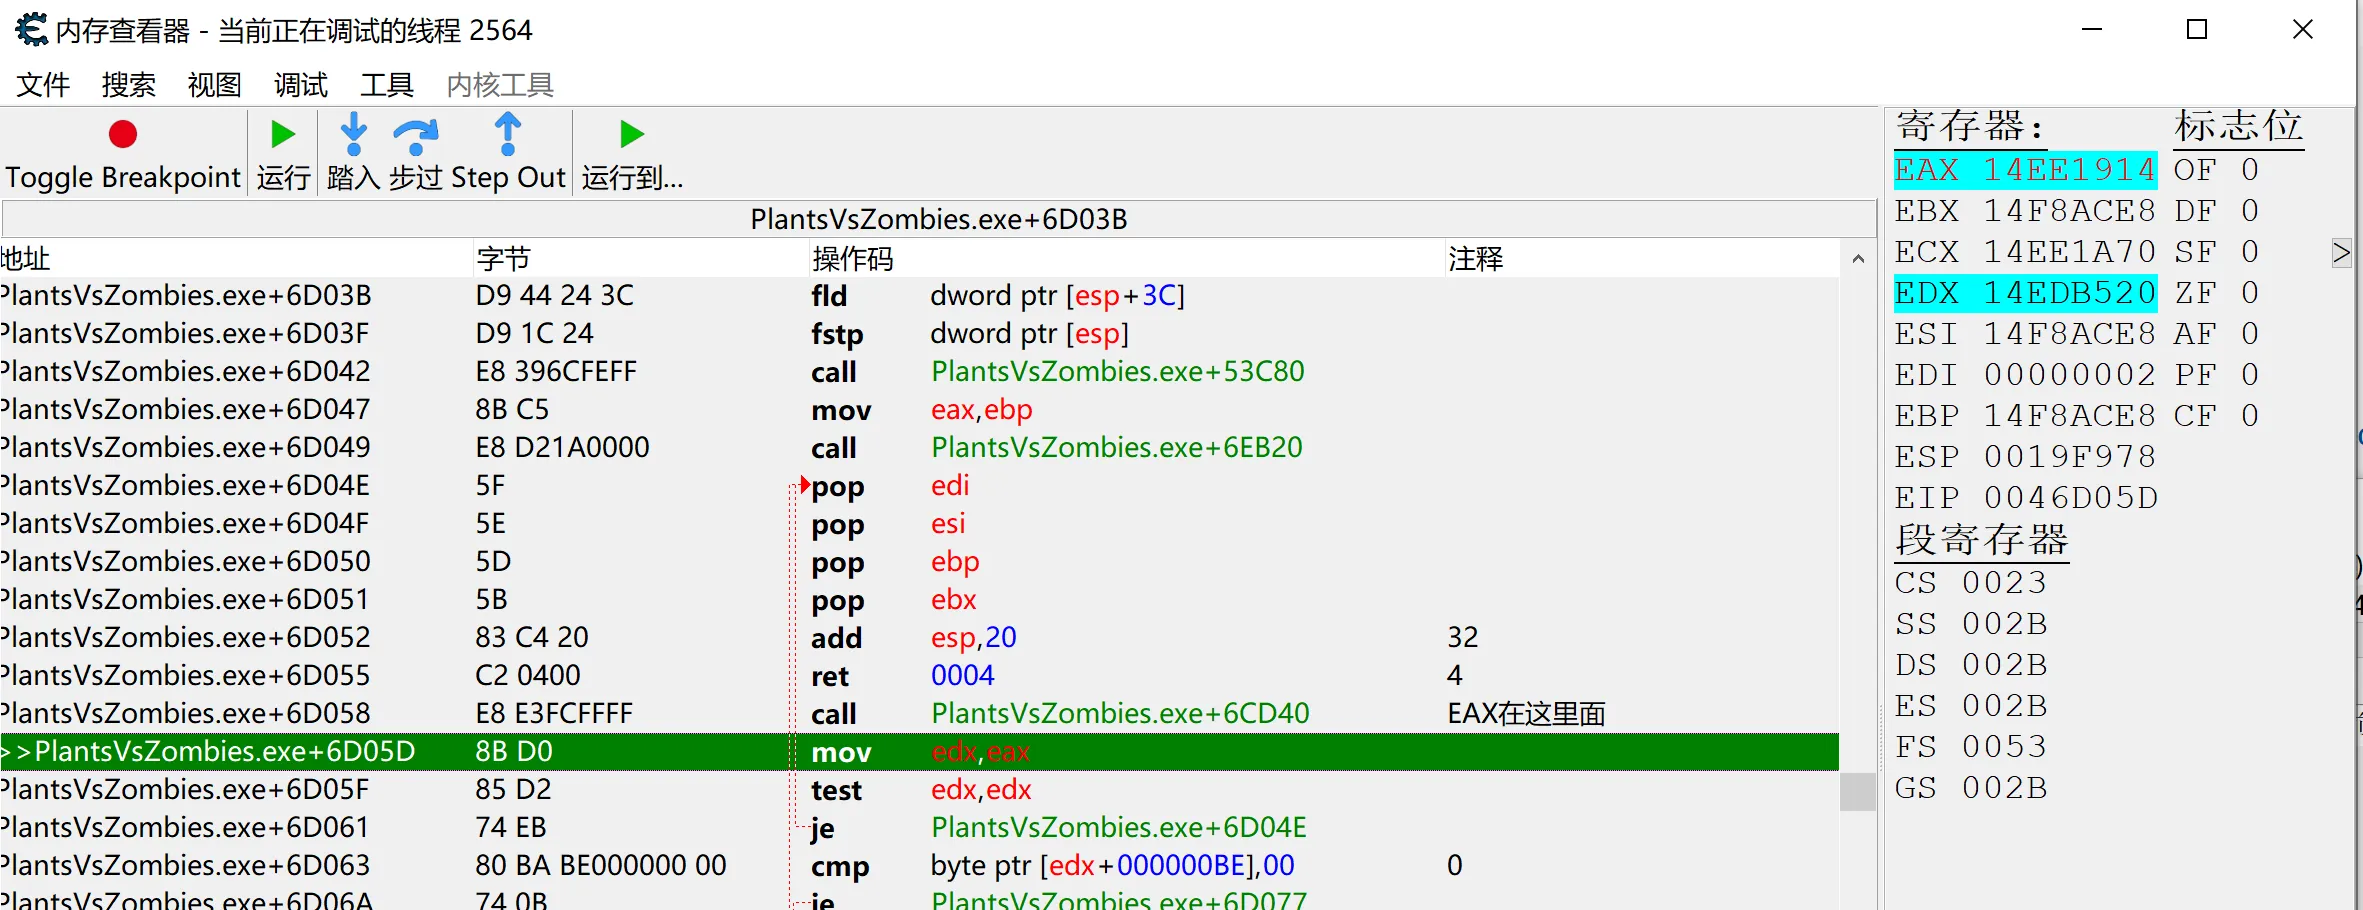 内存查看器 - 当前正在调试的线程 2564
文件 搜索 视图 调试 工具 内核工具
Toggle Breakpoint 运行 踏入 步过 Step Out 运行到...
PlantsVsZombies.exe+6D03B
地址 字节 操作码 注释
PlantsVsZombies.exe+6D03B D9 44 24 3C fld dword ptr [esp+3C]
PlantsVsZombies.exe+6D03F D9 1C 24 fstp dword ptr [esp]
PlantsVsZombies.exe+6D042 E8 396CFEFF call PlantsVsZombies.exe+53C80
PlantsVsZombies.exe+6D047 8B C5 mov eax,ebp
PlantsVsZombies.exe+6D049 E8 D21A0000 call PlantsVsZombies.exe+6EB20
PlantsVsZombies.exe+6D04E 5F pop edi
PlantsVsZombies.exe+6D04F 5E pop esi
PlantsVsZombies.exe+6D050 5D pop ebp
PlantsVsZombies.exe+6D051 5B pop ebx
PlantsVsZombies.exe+6D052 83 C4 20 add esp,20 32
PlantsVsZombies.exe+6D055 C2 0400 ret 0004 4
PlantsVsZombies.exe+6D058 E8 E3FCFFFF call PlantsVsZombies.exe+6CD40 EAX在这里面
>>PlantsVsZombies.exe+6D05D 8B D0 mov edx,eax
PlantsVsZombies.exe+6D05F 85 D2 test edx,edx
PlantsVsZombies.exe+6D061 74 EB je PlantsVsZombies.exe+6D04E
PlantsVsZombies.exe+6D063 80 BA BE000000 00 cmp byte ptr [edx+000000BE],00 0
PlantsVsZombies.exe+6D06A 74 0B je PlantsVsZombies.exe+6D077
寄存器: 标志位
EAX 14EE1914 OF 0
EBX 14F8ACE8 DF 0
ECX 14EE1A70 SF 0
EDX 14EDB520 ZF 0
ESI 14F8ACE8 AF 0
EDI 00000002 PF 0
EBP 14F8ACE8 CF 0
ESP 0019F978
EIP 0046D05D
段寄存器
CS 0023
SS 002B
DS 002B
ES 002B
FS 0053
GS 002B
>